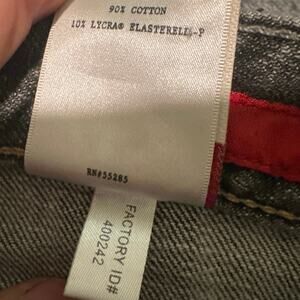 90% COTTON
10% LYCRA® ELASTERELL-P
RN#55285
FACTORY ID#
400242